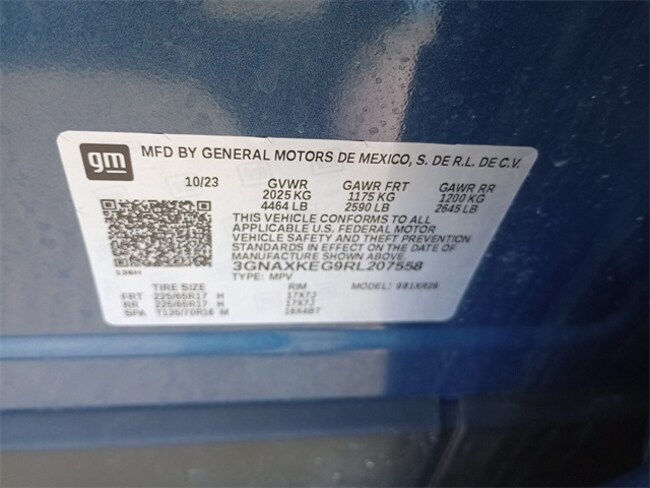 gm
MFD BY GENERAL MOTORS DE MEXICO, S. DE R.L. DE C.V.
10/23 GVWR GAWR FRT GAWR RR
2025 KG 1175 KG 1200 KG
4464 LB 2590 LB 2645 LB
THIS VEHICLE CONFORMS TO ALL
APPLICABLE U.S. FEDERAL MOTOR
VEHICLE SAFETY AND THEFT PREVENTION
STANDARDS IN EFFECT ON THE DATE OF
MANUFACTURE SHOWN ABOVE.
3GNAXKEG9RL207558
TYPE: MPV
TIRE SIZE RIM MODEL:
FRT 225/65R17 H 17X7J
RR 225/65R17 H 17X7J
SPA T135/70R16 M 16X4BT